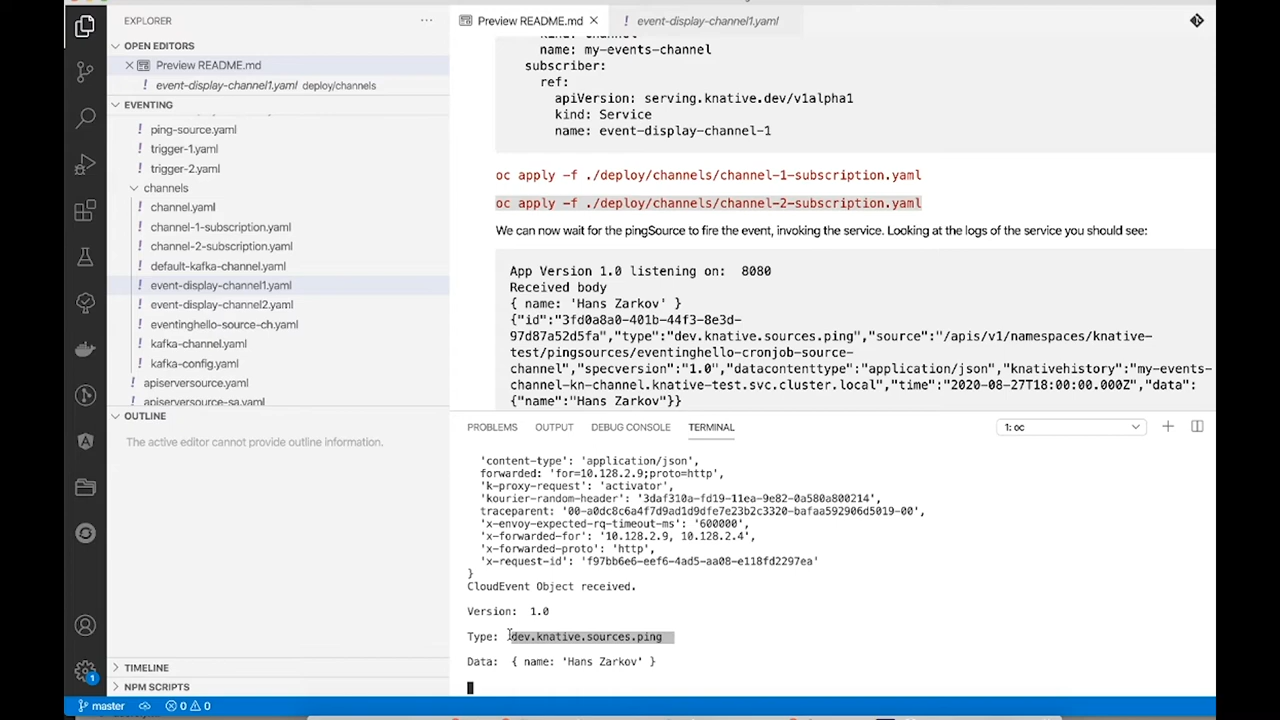 EXPLORER
OPEN EDITORS
Preview README.md
event-display-channel1.yaml deploy/channels
EVENTING
ping-source.yaml
trigger-1.yaml
trigger-2.yaml
channels
channel.yaml
channel-1-subscription.yaml
channel-2-subscription.yaml
default-kafka-channel.yaml
event-display-channel1.yaml
event-display-channel2.yaml
eventinghello-source-ch.yaml
kafka-channel.yaml
kafka-config.yaml
apiserversource.yaml
apiserversource-sa.yaml
OUTLINE
The active editor cannot provide outline information.
TIMELINE
NPM SCRIPTS
1
master
0 0
Preview README.md
event-display-channel1.yaml
name: my-events-channel
subscriber:
ref:
apiVersion: serving.knative.dev/v1alpha1
kind: Service
name: event-display-channel-1
oc apply -f ./deploy/channels/channel-1-subscription.yaml
oc apply -f ./deploy/channels/channel-2-subscription.yaml
We can now wait for the pingSource to fire the event, invoking the service. Looking at the logs of the service you should see:
App Version 1.0 listening on:  8080
Received body
{ name: 'Hans Zarkov' }
{"id":"3fd0a8a0-401b-44f3-8e3d-
97d87a52d5fa","type":"dev.knative.sources.ping","source":"/apis/v1/namespaces/knative-
test/pingsources/eventinghello-cronjob-source-
channel","specversion":"1.0","datacontenttype":"application/json","knativehistory":"my-events-
channel-kn-channel.knative-test.svc.cluster.local","time":"2020-08-27T18:00:00.000Z","data":
{"name":"Hans Zarkov"}}
PROBLEMS
OUTPUT
DEBUG CONSOLE
TERMINAL
1: oc
'content-type': 'application/json',
forwarded: 'for=10.128.2.9;proto=http',
'k-proxy-request': 'activator',
'kourier-random-header': '3daf310a-fd19-11ea-9e82-0a580a800214',
traceparent: '00-a0dc8c6a4f7d9ad1d9dfe7e23b2c3320-bafaa592906d5019-00',
'x-envoy-expected-rq-timeout-ms': '600000',
'x-forwarded-for': '10.128.2.9, 10.128.2.4',
'x-forwarded-proto': 'http',
'x-request-id': 'f97bb6e6-eef6-4ad5-aa08-e118fd2297ea'
}
CloudEvent Object received.
Version:  1.0
Type:  dev.knative.sources.ping
Data:  { name: 'Hans Zarkov' }